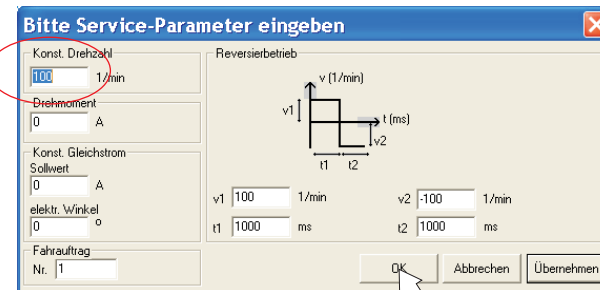 Bitte Service-Parameter eingeben
Konst. Drehzahl
100 1/min
Drehmoment
0 A
Konst. Gleichstrom
Sollwert
0 A
elektr. Winkel
0 °
Fahrauftrag
Nr. 1
Reversierbetrieb
v (1/min)
v1
t (ms)
v2
t1 t2
v1 100 1/min v2 -100 1/min
t1 1000 ms t2 1000 ms
OK Abbrechen Übernehmen